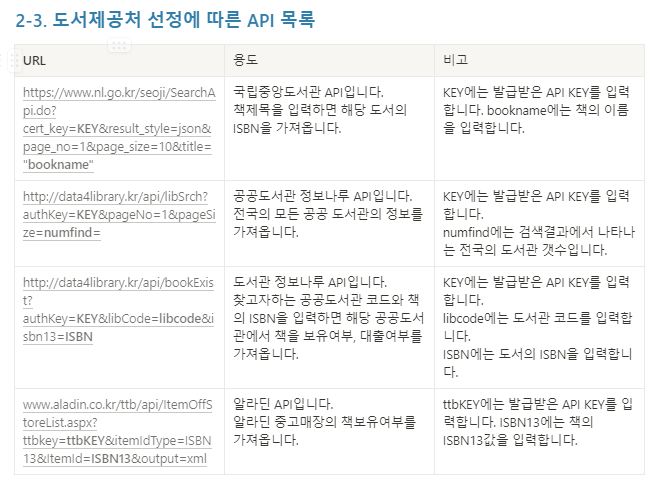 2-3. 도서제공처 선정에 따른 API 목록
URL
용도
비고
https://www.nl.go.kr/seoji/SearchA
pi.do?
cert_key=KEY&result_style=json&
page_no=1&page_size=10&title=
"bookname"
국립중앙도서관 API입니다.
책제목을 입력하면 해당 도서의
ISBN을 가져옵니다.
KEY에는 발급받은 API KEY를 입력
합니다. bookname에는 책의 이름
을 입력합니다.
http://data4library.kr/api/libSrch?
authKey=KEY&pageNo=1&pageSi
ze=numfind=
공공도서관 정보나루 API입니다.
전국의 모든 공공 도서관의 정보를
가져옵니다.
KEY에는 발급받은 API KEY를 입력
합니다.
numfind에는 검색결과에서 나타나
는 전국의 도서관 갯수입니다.
http://data4library.kr/api/bookExis
t?
authKey=KEY&libCode=libcode&i
sbn13=ISBN
도서관 정보나루 API입니다.
찾고자하는 공공도서관 코드와 책
의 ISBN을 입력하면 해당 공공도서
관에서 책을 보유여부, 대출여부를
가져옵니다.
KEY에는 발급받은 API KEY를 입력
합니다.
libcode에는 도서관 코드를 입력합
니다.
ISBN에는 도서의 ISBN을 입력합니
다.
www.aladin.co.kr/ttb/api/ItemOffS
toreList.aspx?
ttbkey=ttbKEY&itemIdType=ISBN
13&ItemId=ISBN13&output=xml
알라딘 API입니다.
알라딘 중고매장의 책보유여부를
가져옵니다.
ttbKEY에는 발급받은 API KEY를 입
력합니다. ISBN13에는 책의
ISBN13값을 입력합니다.